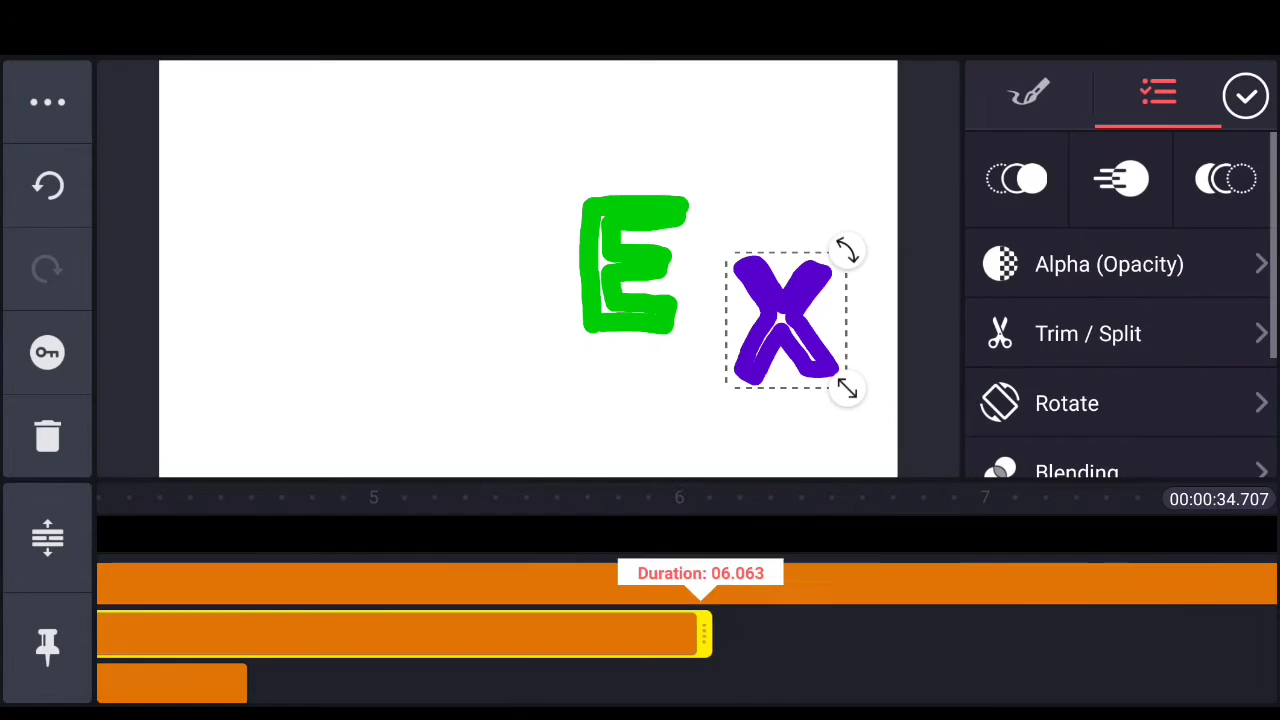 E
X
Alpha (Opacity)
Trim / Split
Rotate
Blending
5 6 7
00:00:34.707
Duration: 06.063